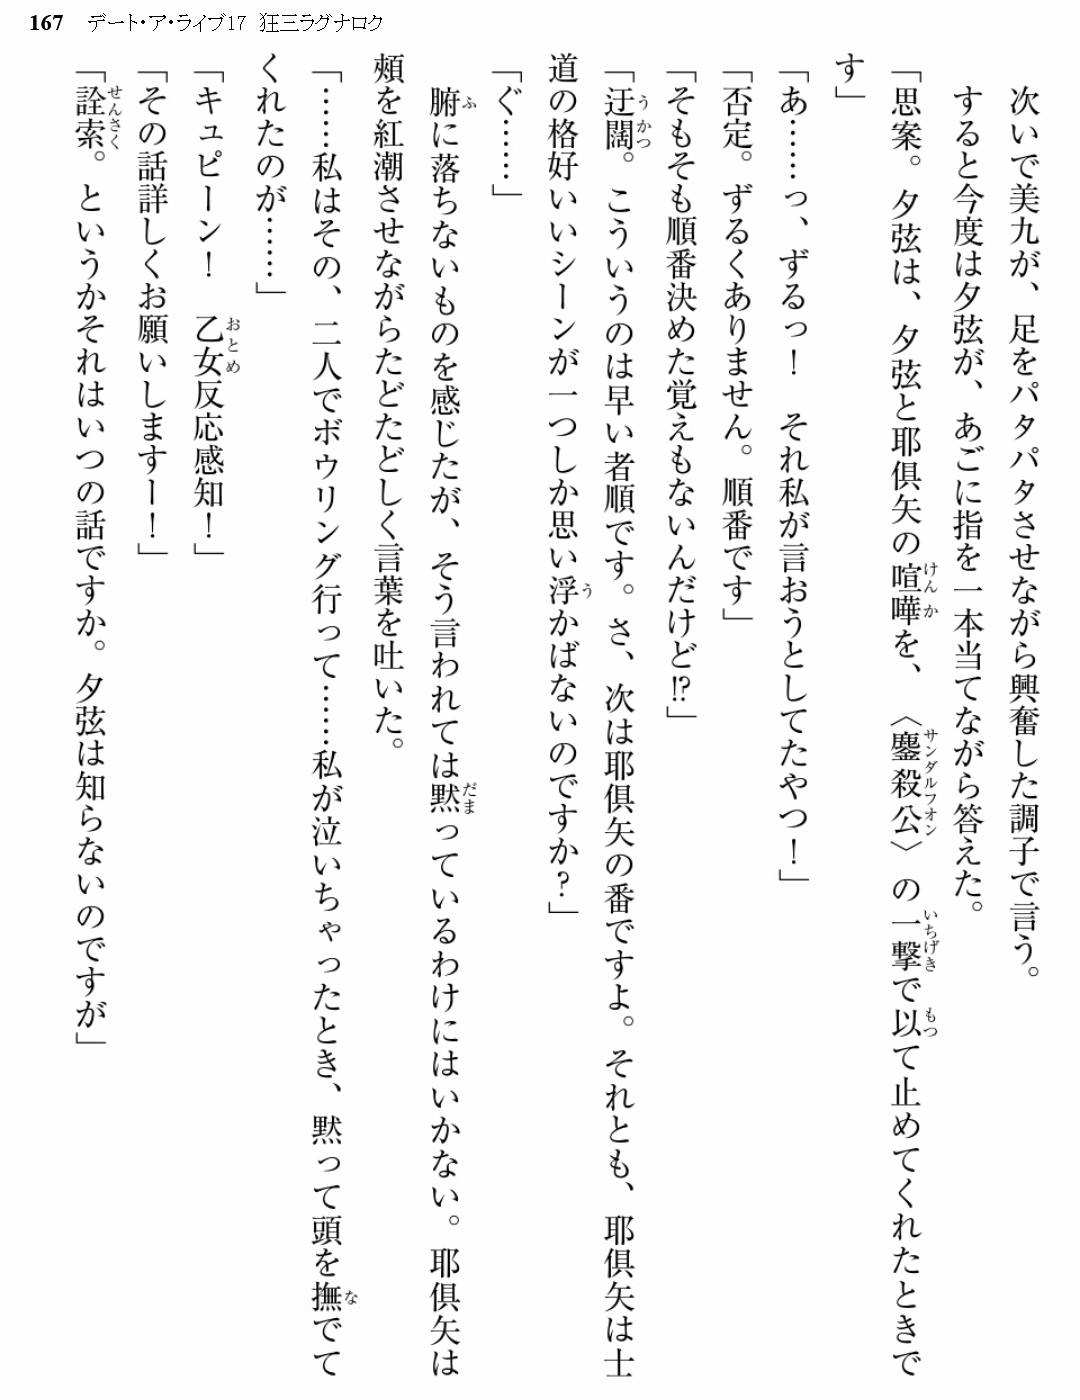 167 デート・ア・ライブ17 狂三ラグナロク
次いで美九が、足をパタパタさせながら興奮した調子で言う。
すると今度は夕弦が、あごに指を一本当てながら答えた。
「思案。夕弦は、夕弦と耶倶矢の喧嘩を、〈鏖殺公〉の一撃で以て止めてくれたときで
す」
「あ……っ、ずるっ！　それ私が言おうとしてたやつ！」
「否定。ずるくありません。順番です」
「そもそも順番決めた覚えもないんだけど!?」
「迂闊。こういうのは早い者順です。さ、次は耶倶矢の番ですよ。それとも、耶倶矢は士
道の格好いいシーンが一つしか思い浮かばないのですか？」
「ぐ……」
腑に落ちないものを感じたが、そう言われては黙っているわけにはいかない。耶倶矢は
頬を紅潮させながらたどたどしく言葉を吐いた。
「……私はその、二人でボウリング行って……私が泣いちゃったとき、黙って頭を撫でて
くれたのが……」
「キュピーン！　乙女反応感知！」
「その話詳しくお願いしますー！」
「詮索。というかそれはいつの話ですか。夕弦は知らないのですが」